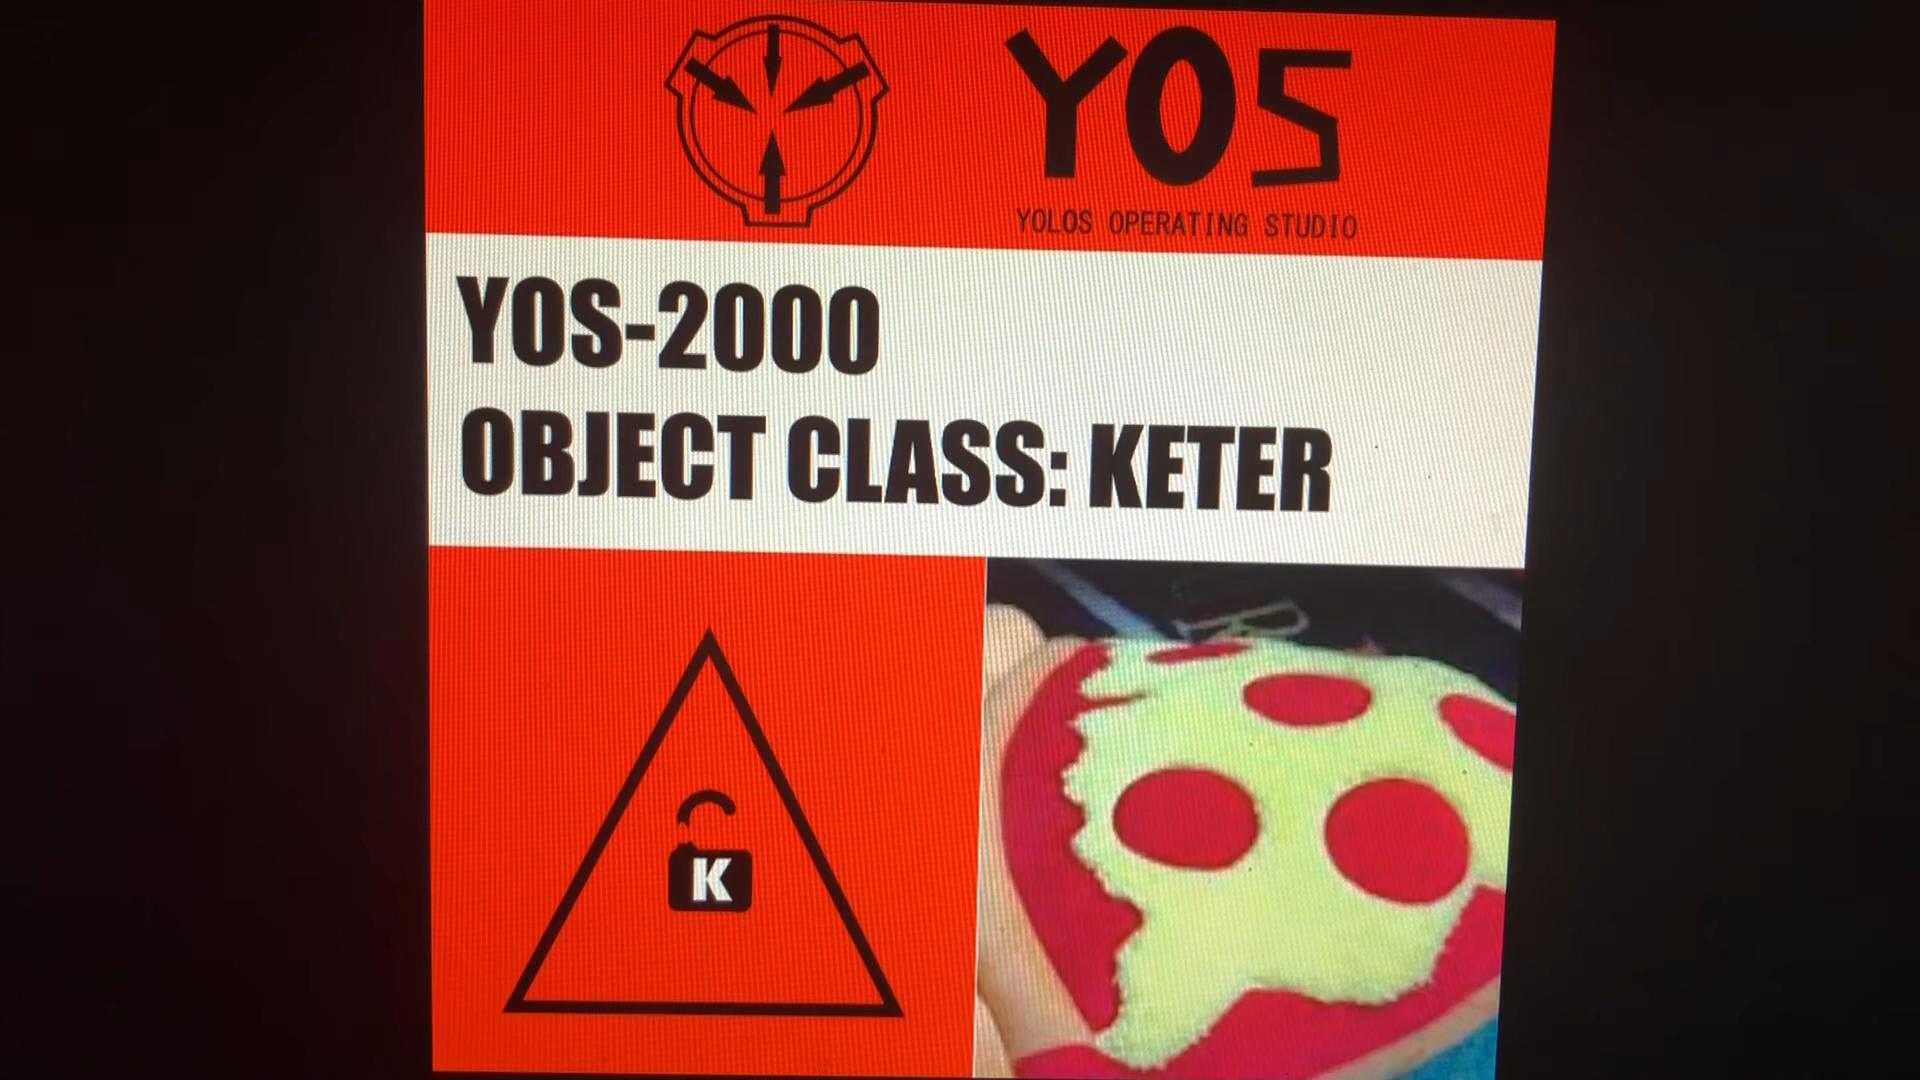 YOS
YOLOS OPERATING STUDIO
YOS-2000
OBJECT CLASS: KETER
K
R